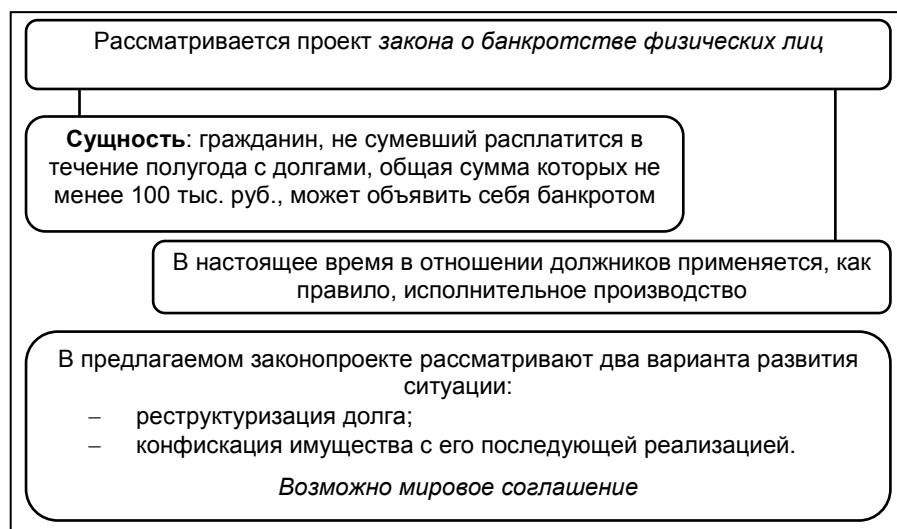 Рассматривается проект закона о банкротстве физических лиц
Сущность: гражданин, не сумевший расплатится в
течение полугода с долгами, общая сумма которых не
менее 100 тыс. руб., может объявить себя банкротом
В настоящее время в отношении должников применяется, как
правило, исполнительное производство
В предлагаемом законопроекте рассматривают два варианта развития
ситуации:
– реструктуризация долга;
– конфискация имущества с его последующей реализацией.
Возможно мировое соглашение